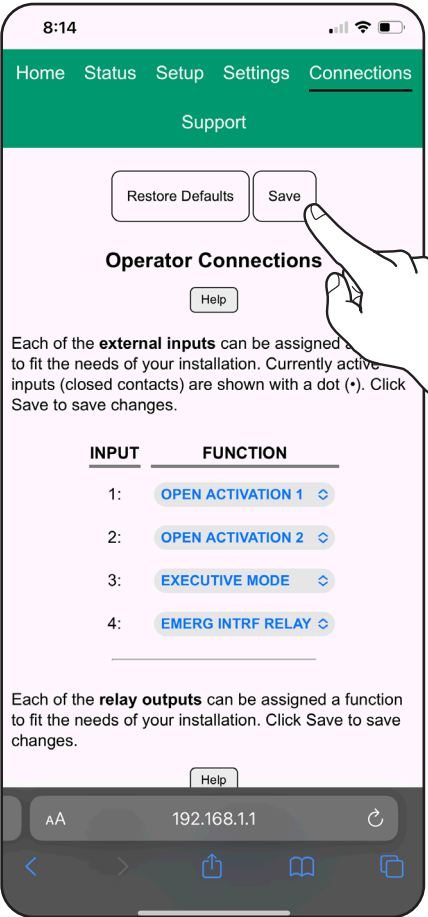 8:14
Home Status Setup Settings Connections
Support
Restore Defaults Save
Operator Connections
Help
Each of the external inputs can be assigned
to fit the needs of your installation. Currently active
inputs (closed contacts) are shown with a dot (•). Click
Save to save changes.
INPUT FUNCTION
1: OPEN ACTIVATION 1
2: OPEN ACTIVATION 2
3: EXECUTIVE MODE
4: EMERG INTRF RELAY
Each of the relay outputs can be assigned a function
to fit the needs of your installation. Click Save to save
changes.
Help
AA 192.168.1.1